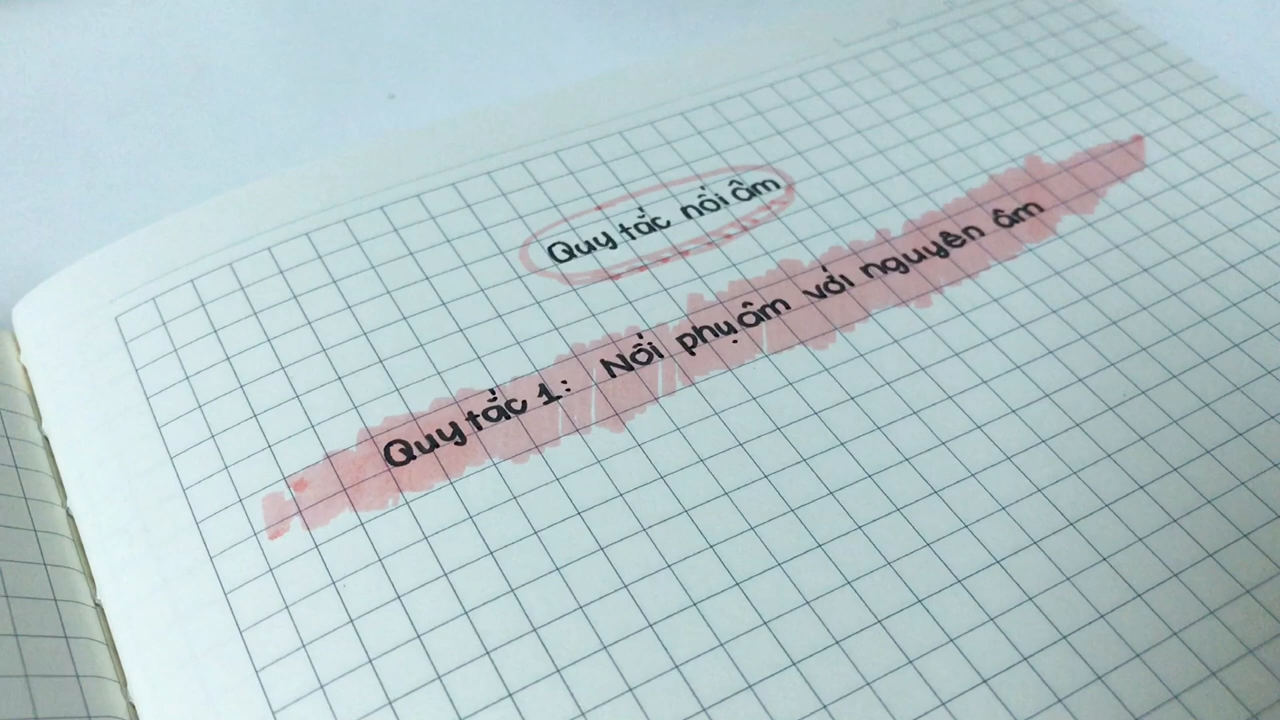 Quy tắc nối âm
Quy tắc 1: Nối phụ âm với nguyên âm